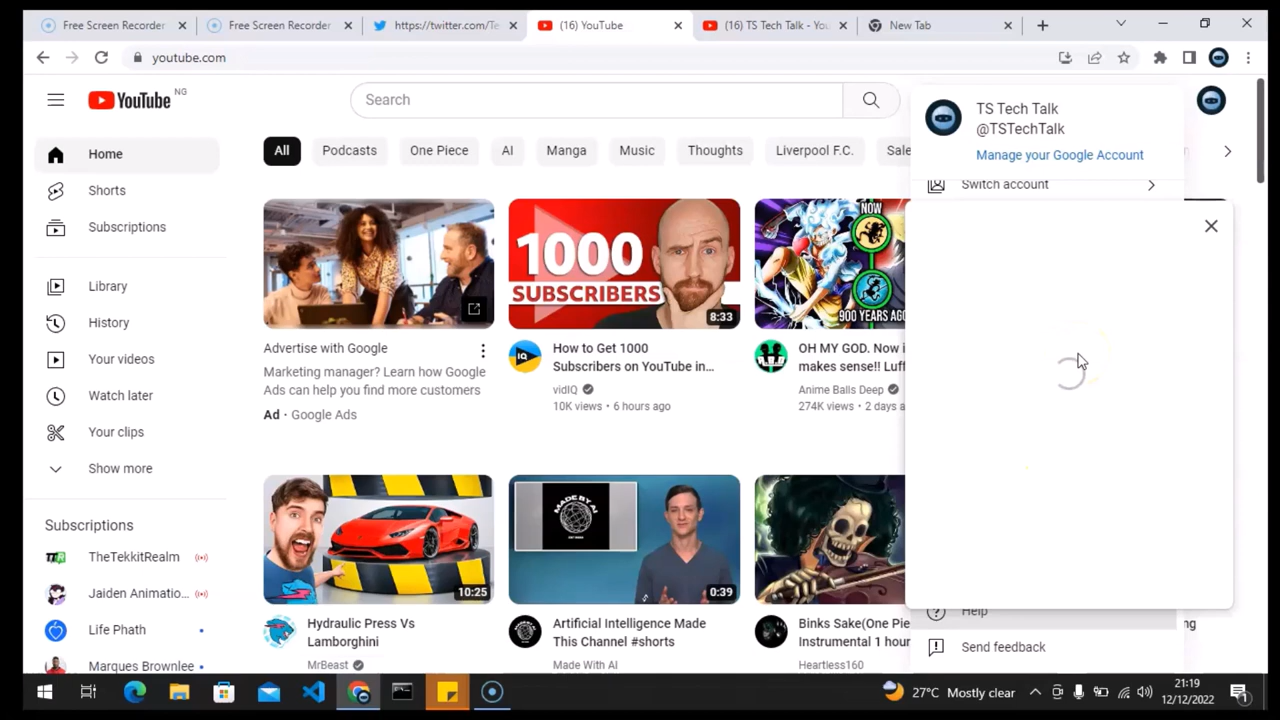 Free Screen Recorder
Free Screen Recorder
https://twitter.com/Te
(16) YouTube
(16) TS Tech Talk - You
New Tab
youtube.com
YouTube NG
Search
TS Tech Talk
@TSTechTalk
Manage your Google Account
Switch account
Home
Shorts
Subscriptions
Library
History
Your videos
Watch later
Your clips
Show more
Subscriptions
TheTekkitRealm
Jaiden Animatio...
Life Phath
Marques Brownlee
All
Podcasts
One Piece
AI
Manga
Music
Thoughts
Liverpool F.C.
Sale
Advertise with Google
Marketing manager? Learn how Google
Ads can help you find more customers
Ad · Google Ads
1000
SUBSCRIBERS
8:33
IQ
How to Get 1000
Subscribers on YouTube in...
vidIQ
10K views • 6 hours ago
NOW
900 YEARS AGO
OH MY GOD. Now i
makes sense!! Luff
Anime Balls Deep
274K views • 2 days a
10:25
Hydraulic Press Vs
Lamborghini
MrBeast
MADE BY AI
0:39
Artificial Intelligence Made
This Channel #shorts
Made With AI
Binks Sake(One Pie
Instrumental 1 hour
Heartless160
ng
Help
Send feedback
27°C Mostly clear
21:19
12/12/2022
1